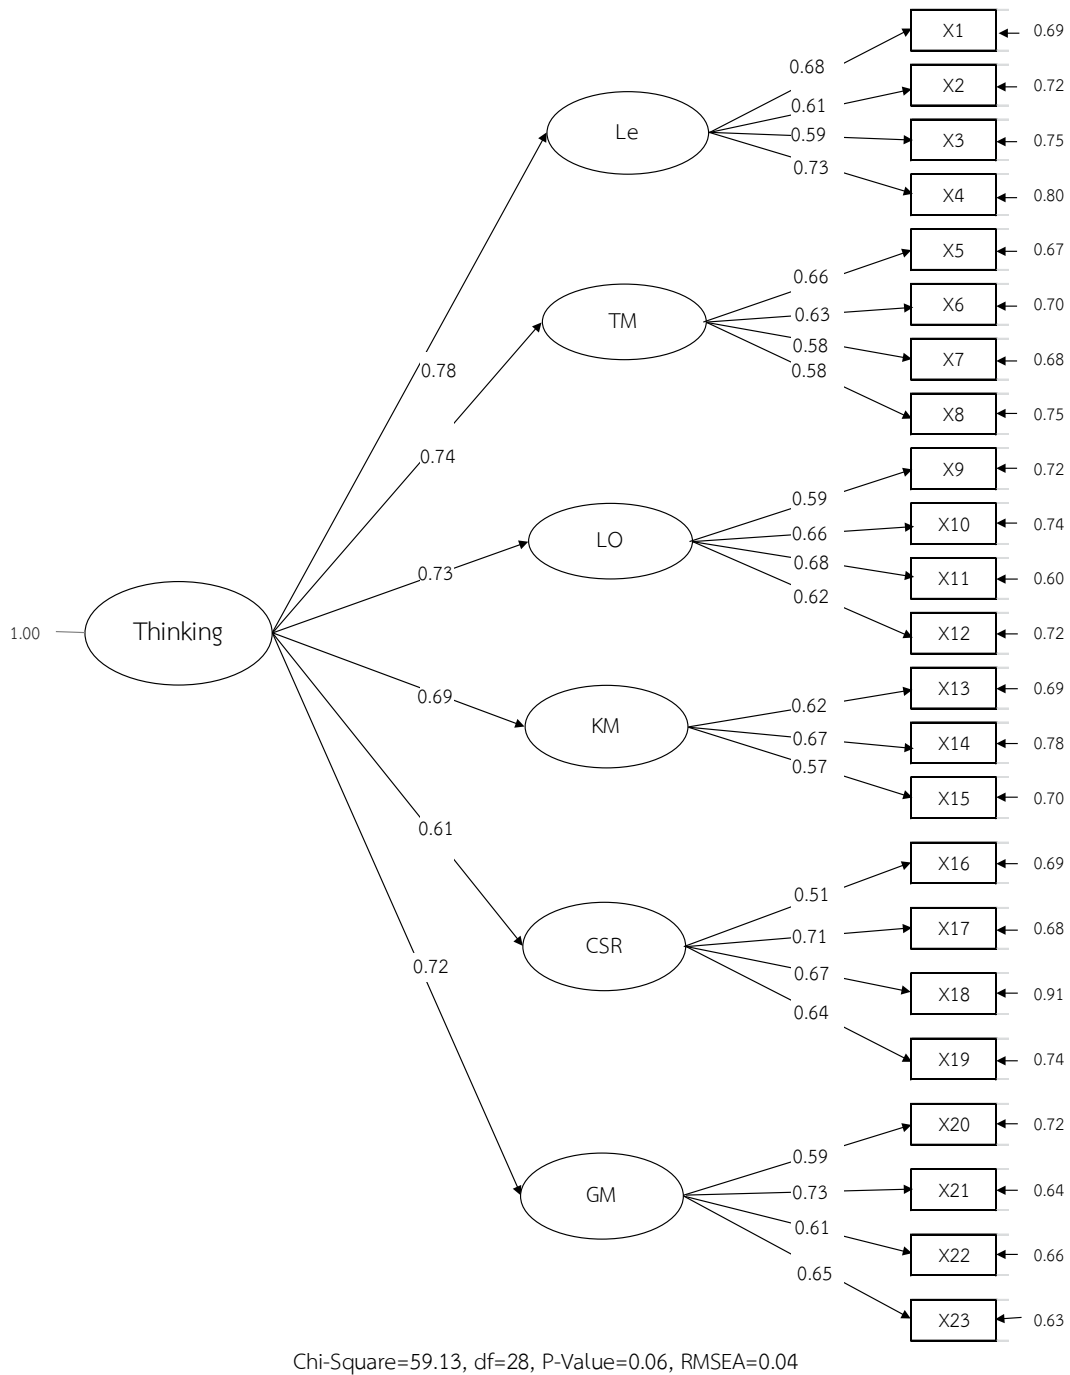 X1 0.69
0.68
X2 0.72
0.61
Le
0.59
X3 0.75
0.73
X4 0.80
X5 0.67
0.66
X6 0.70
0.63
TM
0.58
X7 0.68
0.58
0.78
X8 0.75
0.74
X9 0.72
0.59
X10 0.74
0.66
LO
0.68
0.73
X11 0.60
0.62
1.00
Thinking
X12 0.72
X13 0.69
0.69
0.62
KM
0.67
X14 0.78
0.57
X15 0.70
0.61
X16 0.69
0.51
X17 0.68
0.71
CSR
0.72
0.67
X18 0.91
0.64
X19 0.74
X20 0.72
0.59
X21 0.64
0.73
GM
0.61
X22 0.66
0.65
X23 0.63
Chi-Square=59.13, df=28, P-Value=0.06, RMSEA=0.04